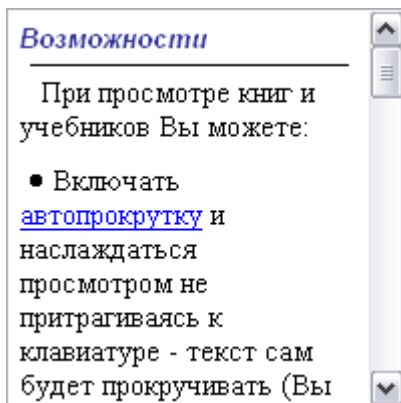 Возможности
При просмотре книг и
учебников Вы можете:
● Включать
автопрокрутку и
наслаждаться
просмотром не
притрагиваясь к
клавиатуре - текст сам
будет прокручивать (Вы